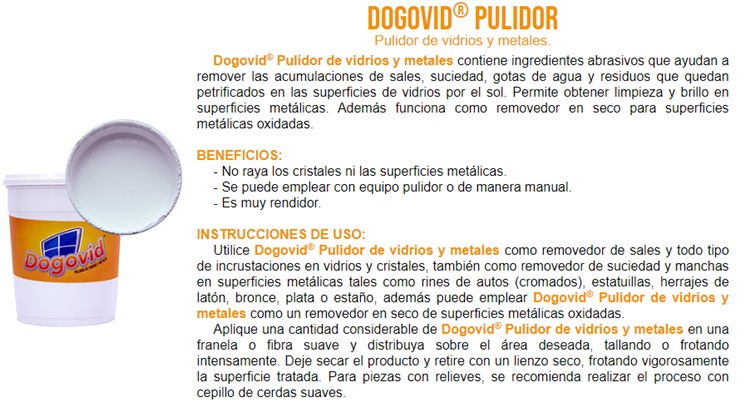 DOGOVID® PULIDOR
Pulidor de vidrios y metales.
Dogovid® Pulidor de vidrios y metales contiene ingredientes abrasivos que ayudan a
remover las acumulaciones de sales, suciedad, gotas de agua y residuos que quedan
petrificados en las superficies de vidrios por el sol. Permite obtener limpieza y brillo en
superficies metálicas. Además funciona como removedor en seco para superficies
metálicas oxidadas.
BENEFICIOS:
- No raya los cristales ni las superficies metálicas.
- Se puede emplear con equipo pulidor o de manera manual.
- Es muy rendidor.
INSTRUCCIONES DE USO:
Utilice Dogovid® Pulidor de vidrios y metales como removedor de sales y todo tipo
de incrustaciones en vidrios y cristales, también como removedor de suciedad y manchas
en superficies metálicas tales como rines de autos (cromados), estatuillas, herrajes de
latón, bronce, plata o estaño, además puede emplear Dogovid® Pulidor de vidrios y
metales como un removedor en seco de superficies metálicas oxidadas.
Aplique una cantidad considerable de Dogovid® Pulidor de vidrios y metales en una
franela o fibra suave y distribuya sobre el área deseada, tallando o frotando
intensamente. Deje secar el producto y retire con un lienzo seco, frotando vigorosamente
la superficie tratada. Para piezas con relieves, se recomienda realizar el proceso con
cepillo de cerdas suaves.
Dogovid